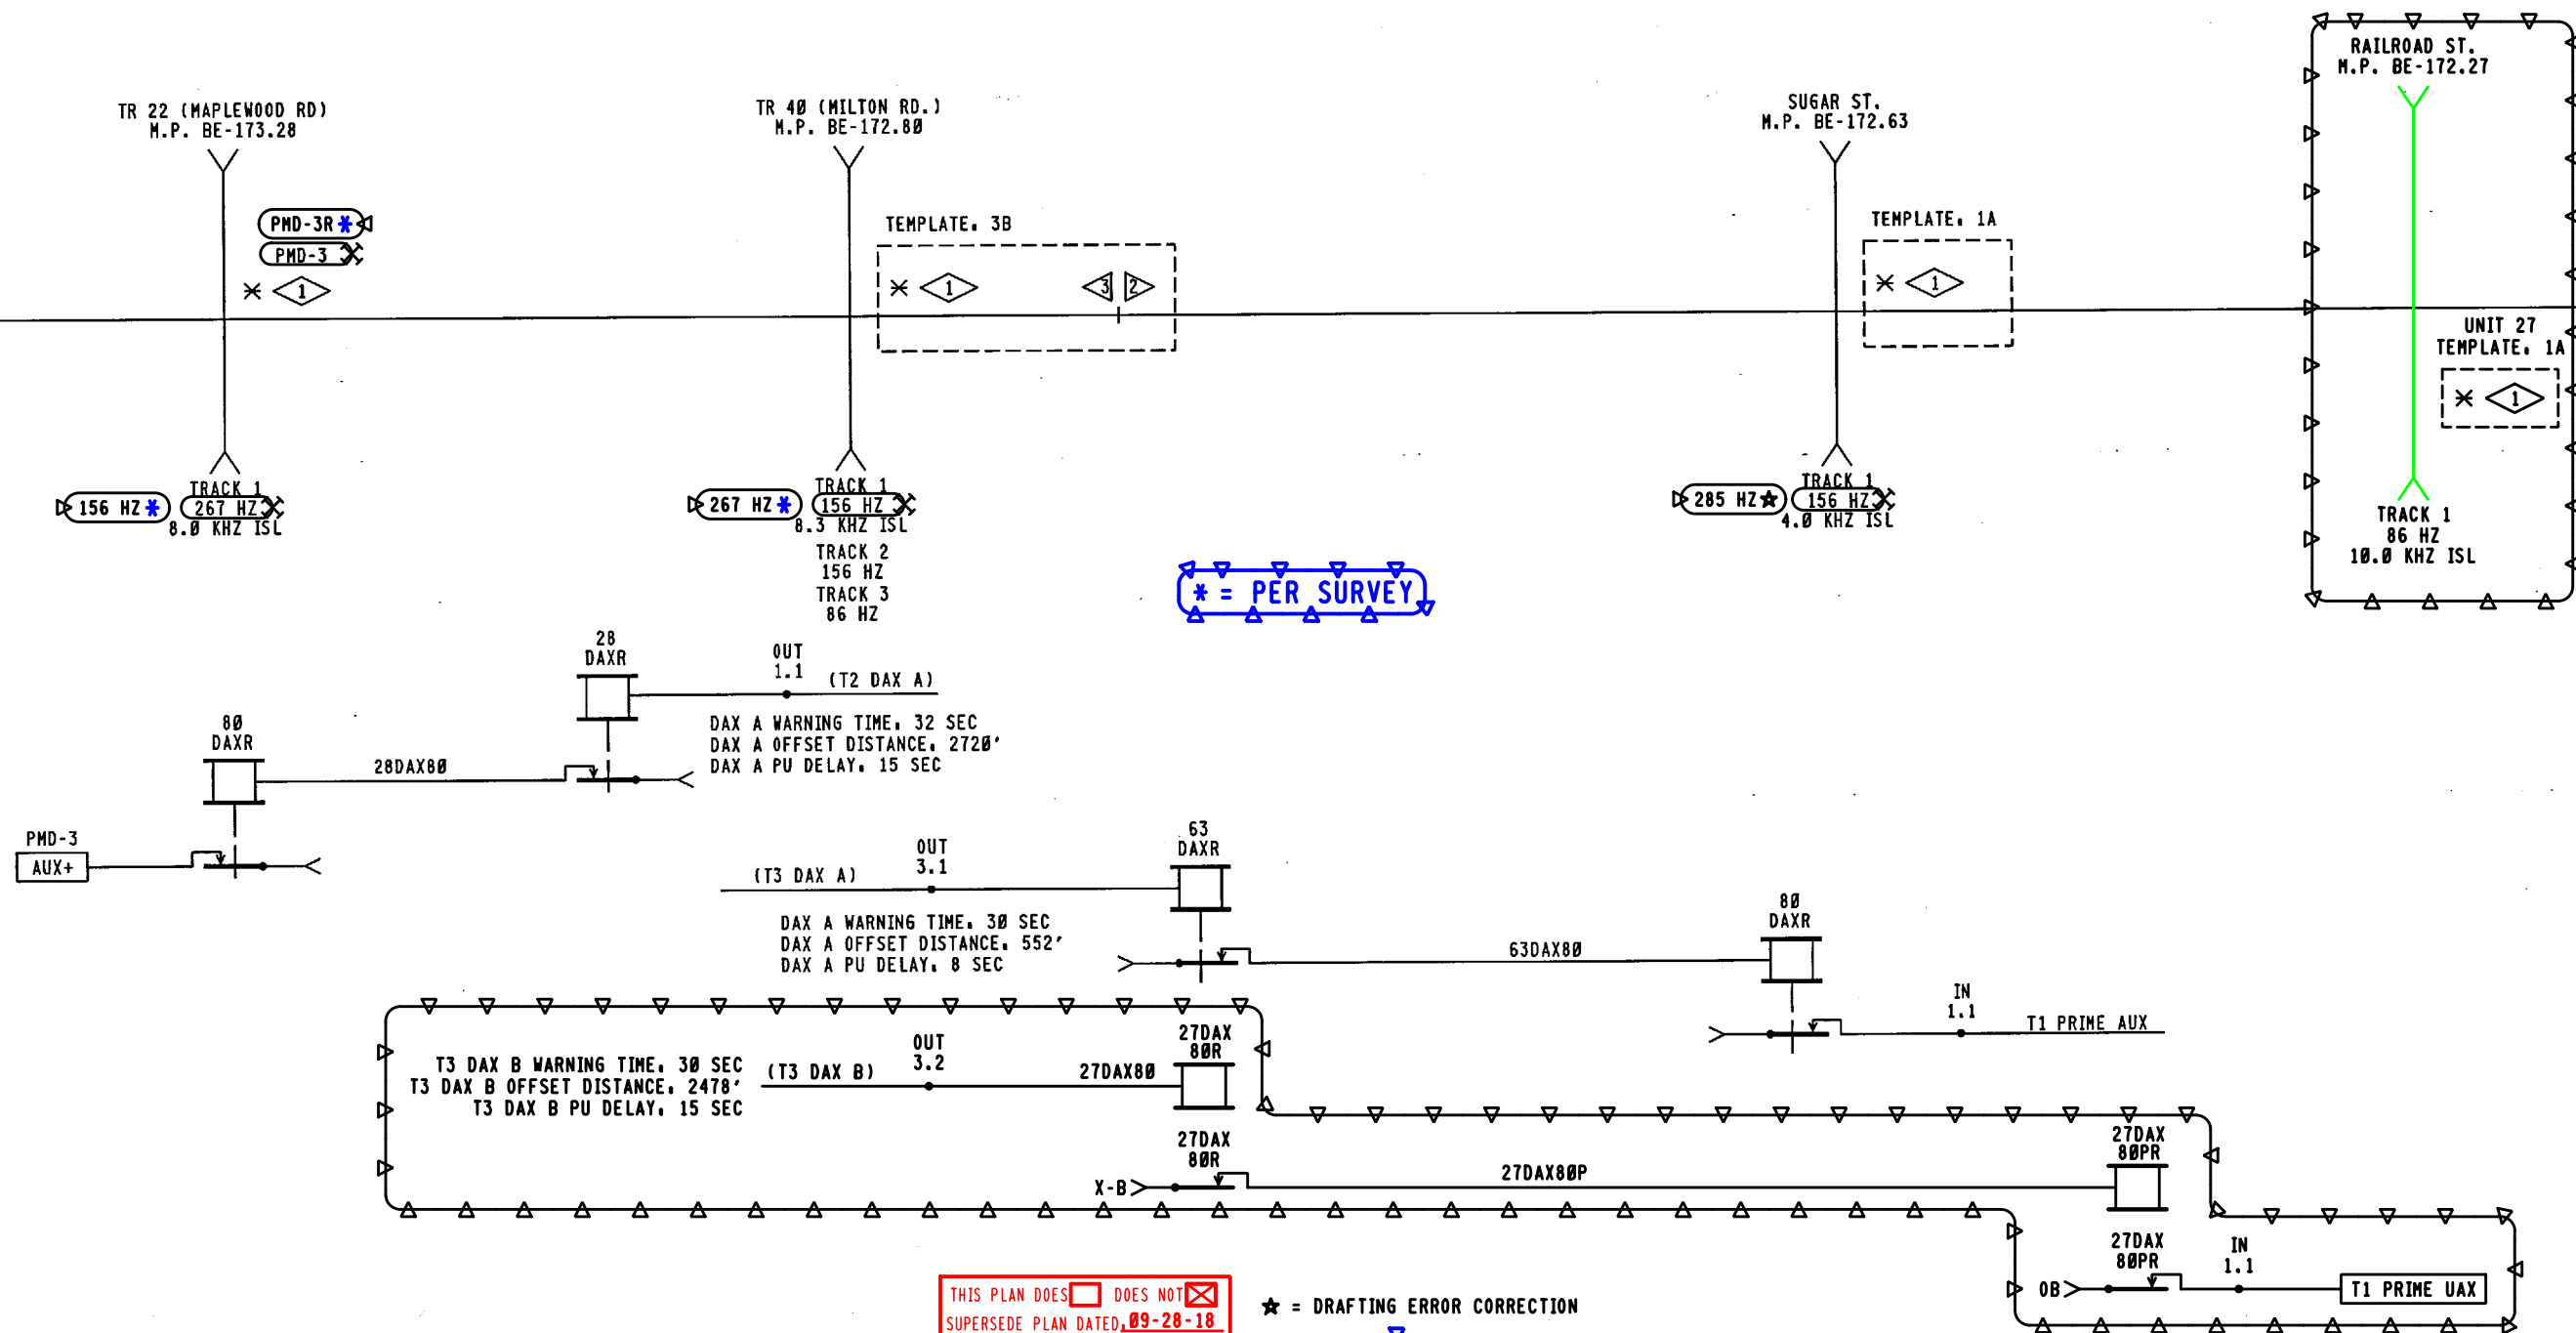 RAILROAD ST.
M.P. BE-172.27
TR 22 (MAPLEWOOD RD)
M.P. BE-173.28
TR 40 (MILTON RD.)
M.P. BE-172.80
SUGAR ST.
M.P. BE-172.63
PMD-3R *
PMD-3
1
TEMPLATE: 3B
1
3
2
TEMPLATE: 1A
1
UNIT 27
TEMPLATE: 1A
1
156 HZ *
TRACK 1
267 HZ
8.0 KHZ ISL
267 HZ *
TRACK 1
156 HZ
8.3 KHZ ISL
TRACK 2
156 HZ
TRACK 3
86 HZ
285 HZ ☆
TRACK 1
156 HZ
4.0 KHZ ISL
TRACK 1
86 HZ
10.0 KHZ ISL
* = PER SURVEY
28
DAXR
OUT
1.1
(T2 DAX A)
DAX A WARNING TIME: 32 SEC
DAX A OFFSET DISTANCE: 2720'
DAX A PU DELAY: 15 SEC
80
DAXR
28DAX80
PMD-3
AUX+
63
DAXR
OUT
3.1
(T3 DAX A)
DAX A WARNING TIME: 30 SEC
DAX A OFFSET DISTANCE: 552'
DAX A PU DELAY: 8 SEC
63DAX80
80
DAXR
IN
1.1
T1 PRIME AUX
T3 DAX B WARNING TIME: 30 SEC
T3 DAX B OFFSET DISTANCE: 2478'
T3 DAX B PU DELAY: 15 SEC
(T3 DAX B)
OUT
3.2
27DAX80
27DAX
80R
27DAX
80R
X-B
27DAX80P
27DAX
80PR
27DAX
80PR
OB
IN
1.1
T1 PRIME UAX
THIS PLAN DOES DOES NOT
SUPERSEDE PLAN DATED 09-28-18
☆ = DRAFTING ERROR CORRECTION